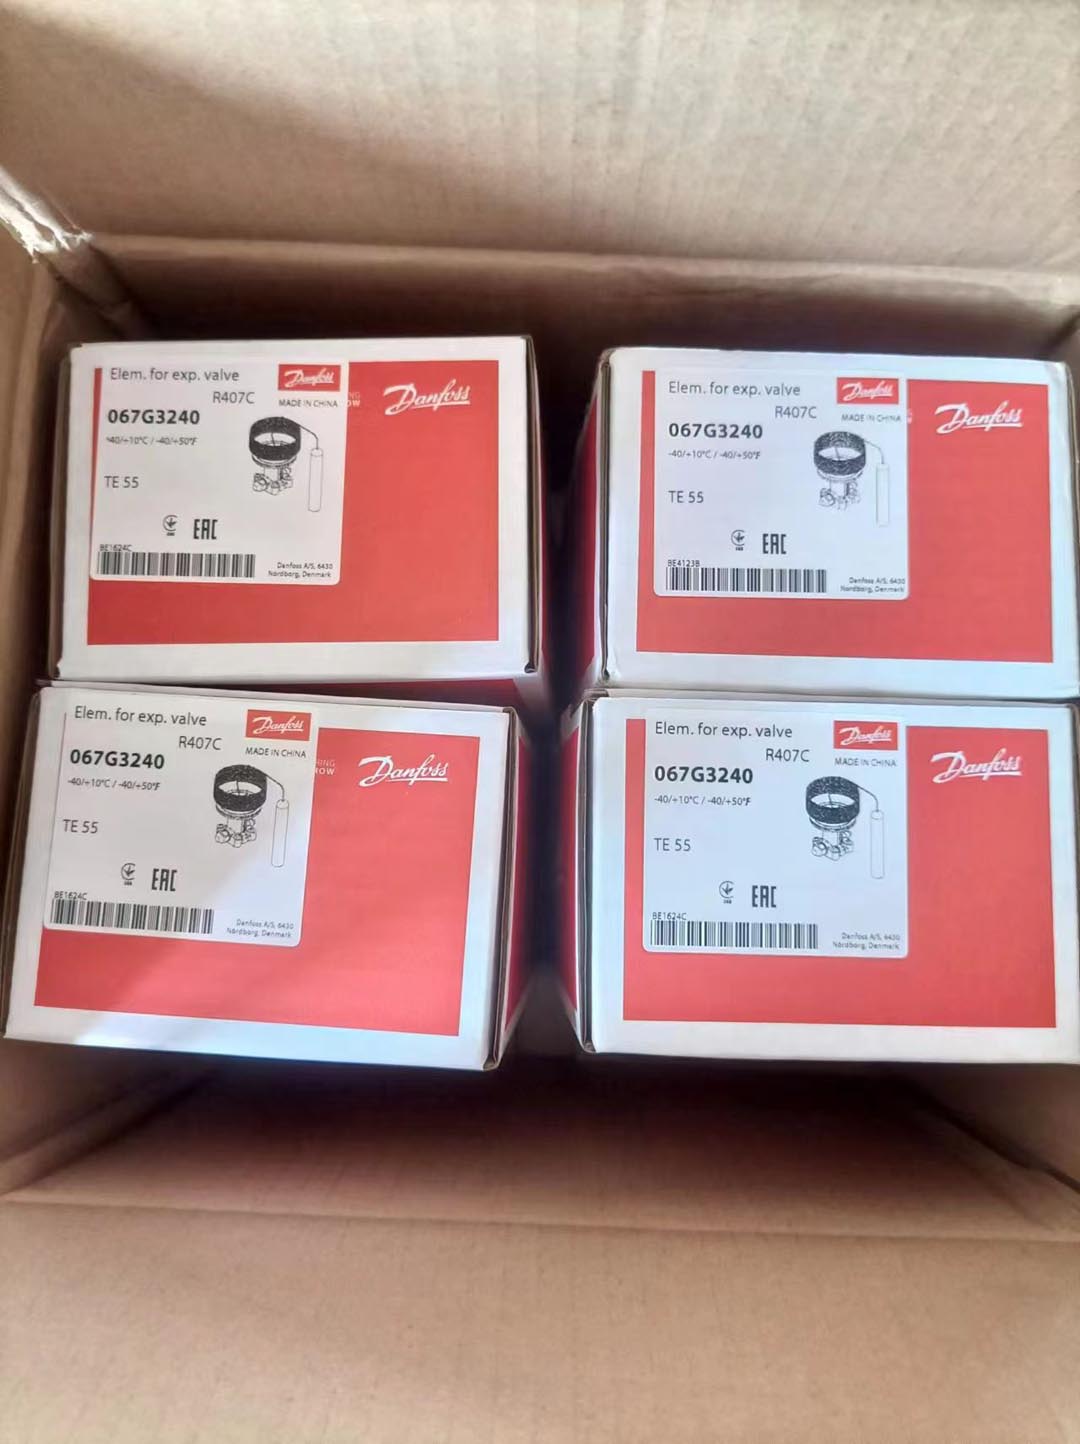 Elem. for exp. valve
Danfoss
R407C
MADE IN CHINA
067G3240
-40/+10°C / -40/+50°F
TE 55
EAC
BE1624C
Danfoss A/S, 6430
Nordborg, Denmark
Danfoss
Elem. for exp. valve
Danfoss
R407C
MADE IN CHINA
067G3240
-40/+10°C / -40/+50°F
TE 55
EAC
BE4123B
Danfoss A/S, 6430
Nordborg, Denmark
Danfoss
Elem. for exp. valve
Danfoss
R407C
MADE IN CHINA
067G3240
-40/+10°C / -40/+50°F
TE 55
EAC
BE1624C
Danfoss A/S, 6430
Nordborg, Denmark
Danfoss
Elem. for exp. valve
Danfoss
R407C
MADE IN CHINA
067G3240
-40/+10°C / -40/+50°F
TE 55
EAC
BE1624C
Danfoss A/S, 6430
Nordborg, Denmark
Danfoss